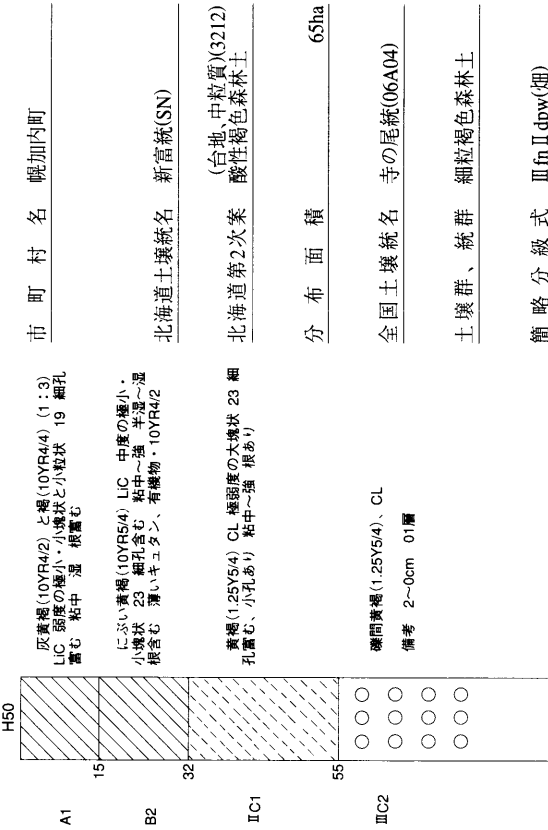 H50
A1
15
灰黄褐(10YR4/2) と褐(10YR4/4) (1:3)
LiC 弱度の極小・小塊状と小粒状 19 細孔
富む 粘中 湿 根富む
B2
32
にぶい黄褐(10YR5/4) LiC 中度の極小・
小塊状 23 細孔含む 粘中~強 半湿~湿
根含む 薄いキュタン、有機物・10YR4/2
ⅡC1
55
黄褐(1.25Y5/4) CL 極弱度の大塊状 23 細
孔富む、小孔あり 粘中~強 根あり
ⅢC2
礫間黄褐(1.25Y5/4)、CL
備考 2~0cm 01層
市町村名 幌加内町
北海道土壌統名 新富統(SN)
北海道第2次案 (台地、中粒質)(3212)
酸性褐色森林土
分布面積 65ha
全国土壌統名 寺の尾統(06A04)
土壌群、統群 細粒褐色森林土
簡略分級式 ⅢfnⅡdpw(畑)